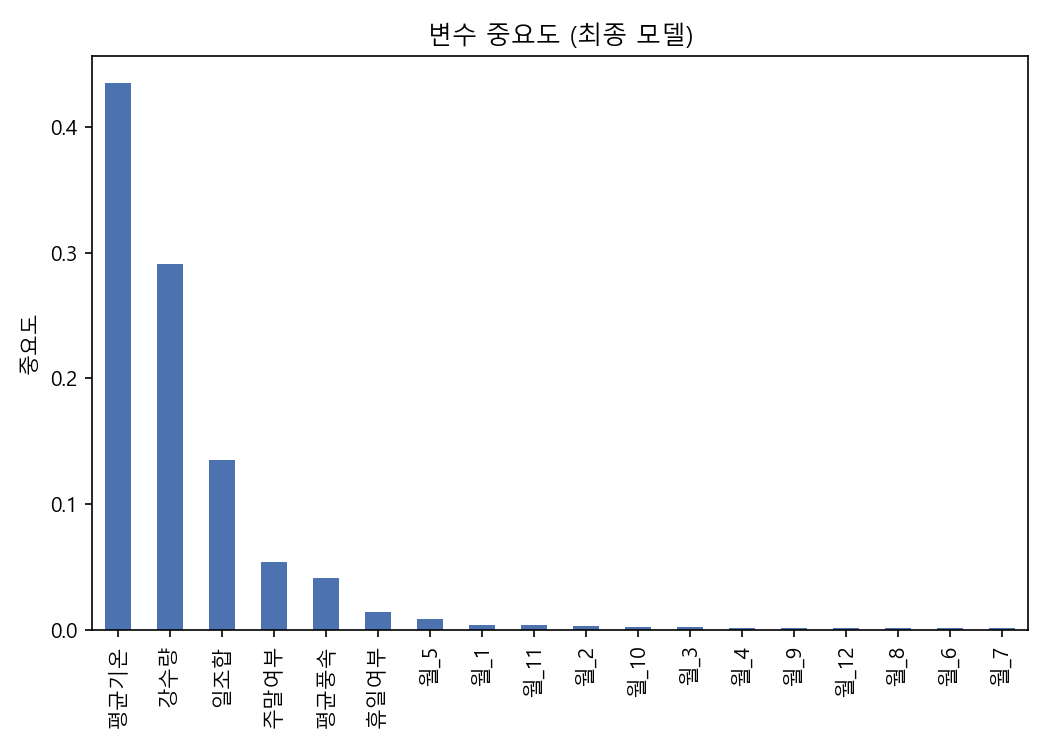 변수 중요도 (최종 모델)
중요도
0.4
0.3
0.2
0.1
0.0
평균기온
강수량
일조합
주말여부
평균풍속
휴일여부
월_5
월_1
월_11
월_2
월_10
월_3
월_4
월_9
월_12
월_8
월_6
월_7